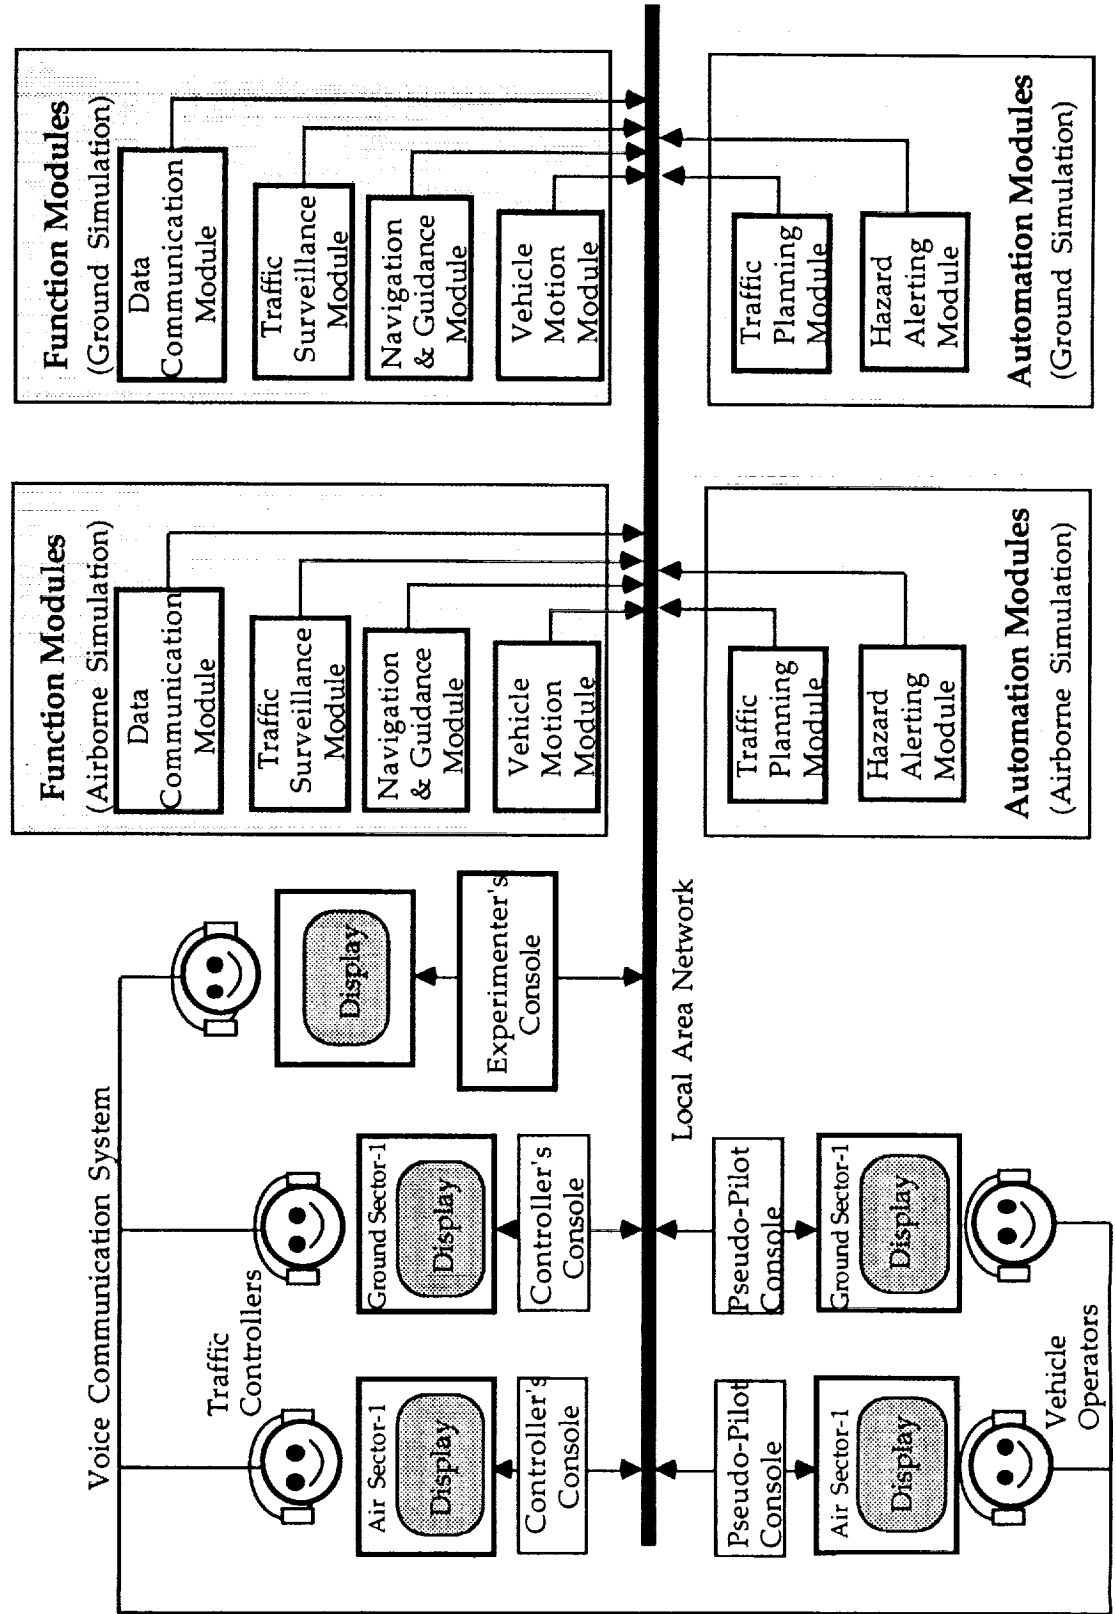 Voice Communication System
Traffic
Controllers
Air Sector-1
Display
Controller's
Console
Ground Sector-1
Display
Controller's
Console
Display
Experimenter's
Console
Local Area Network
Pseudo-Pilot
Console
Air Sector-1
Display
Pseudo-Pilot
Console
Ground Sector-1
Display
Vehicle
Operators
Function Modules
(Airborne Simulation)
Data
Communication
Module
Traffic
Surveillance
Module
Navigation
& Guidance
Module
Vehicle
Motion
Module
Function Modules
(Ground Simulation)
Data
Communication
Module
Traffic
Surveillance
Module
Navigation
& Guidance
Module
Vehicle
Motion
Module
Traffic
Planning
Module
Hazard
Alerting
Module
Automation Modules
(Airborne Simulation)
Traffic
Planning
Module
Hazard
Alerting
Module
Automation Modules
(Ground Simulation)